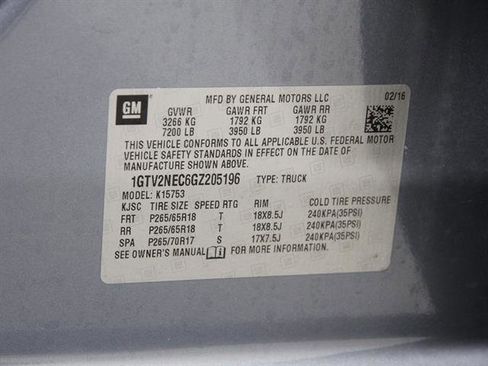 MFD BY GENERAL MOTORS LLC 02/16
GM GVWR GAWR FRT GAWR RR
3266 KG 1792 KG 1792 KG
7200 LB 3950 LB 3950 LB
THIS VEHICLE CONFORMS TO ALL APPLICABLE U.S. FEDERAL MOTOR
VEHICLE SAFETY STANDARDS IN EFFECT ON THE DATE OF
MANUFACTURE SHOWN ABOVE.
1GTV2NEC6GZ205196 TYPE: TRUCK
MODEL: K15753
KJSC TIRE SIZE SPEED RTG RIM COLD TIRE PRESSURE
FRT P265/65R18 T 18X8.5J 240KPA(35PSI)
RR P265/65R18 T 18X8.5J 240KPA(35PSI)
SPA P265/70R17 S 17X7.5J 240KPA(35PSI)
SEE OWNER'S MANUAL FOR MORE INFORMATION.